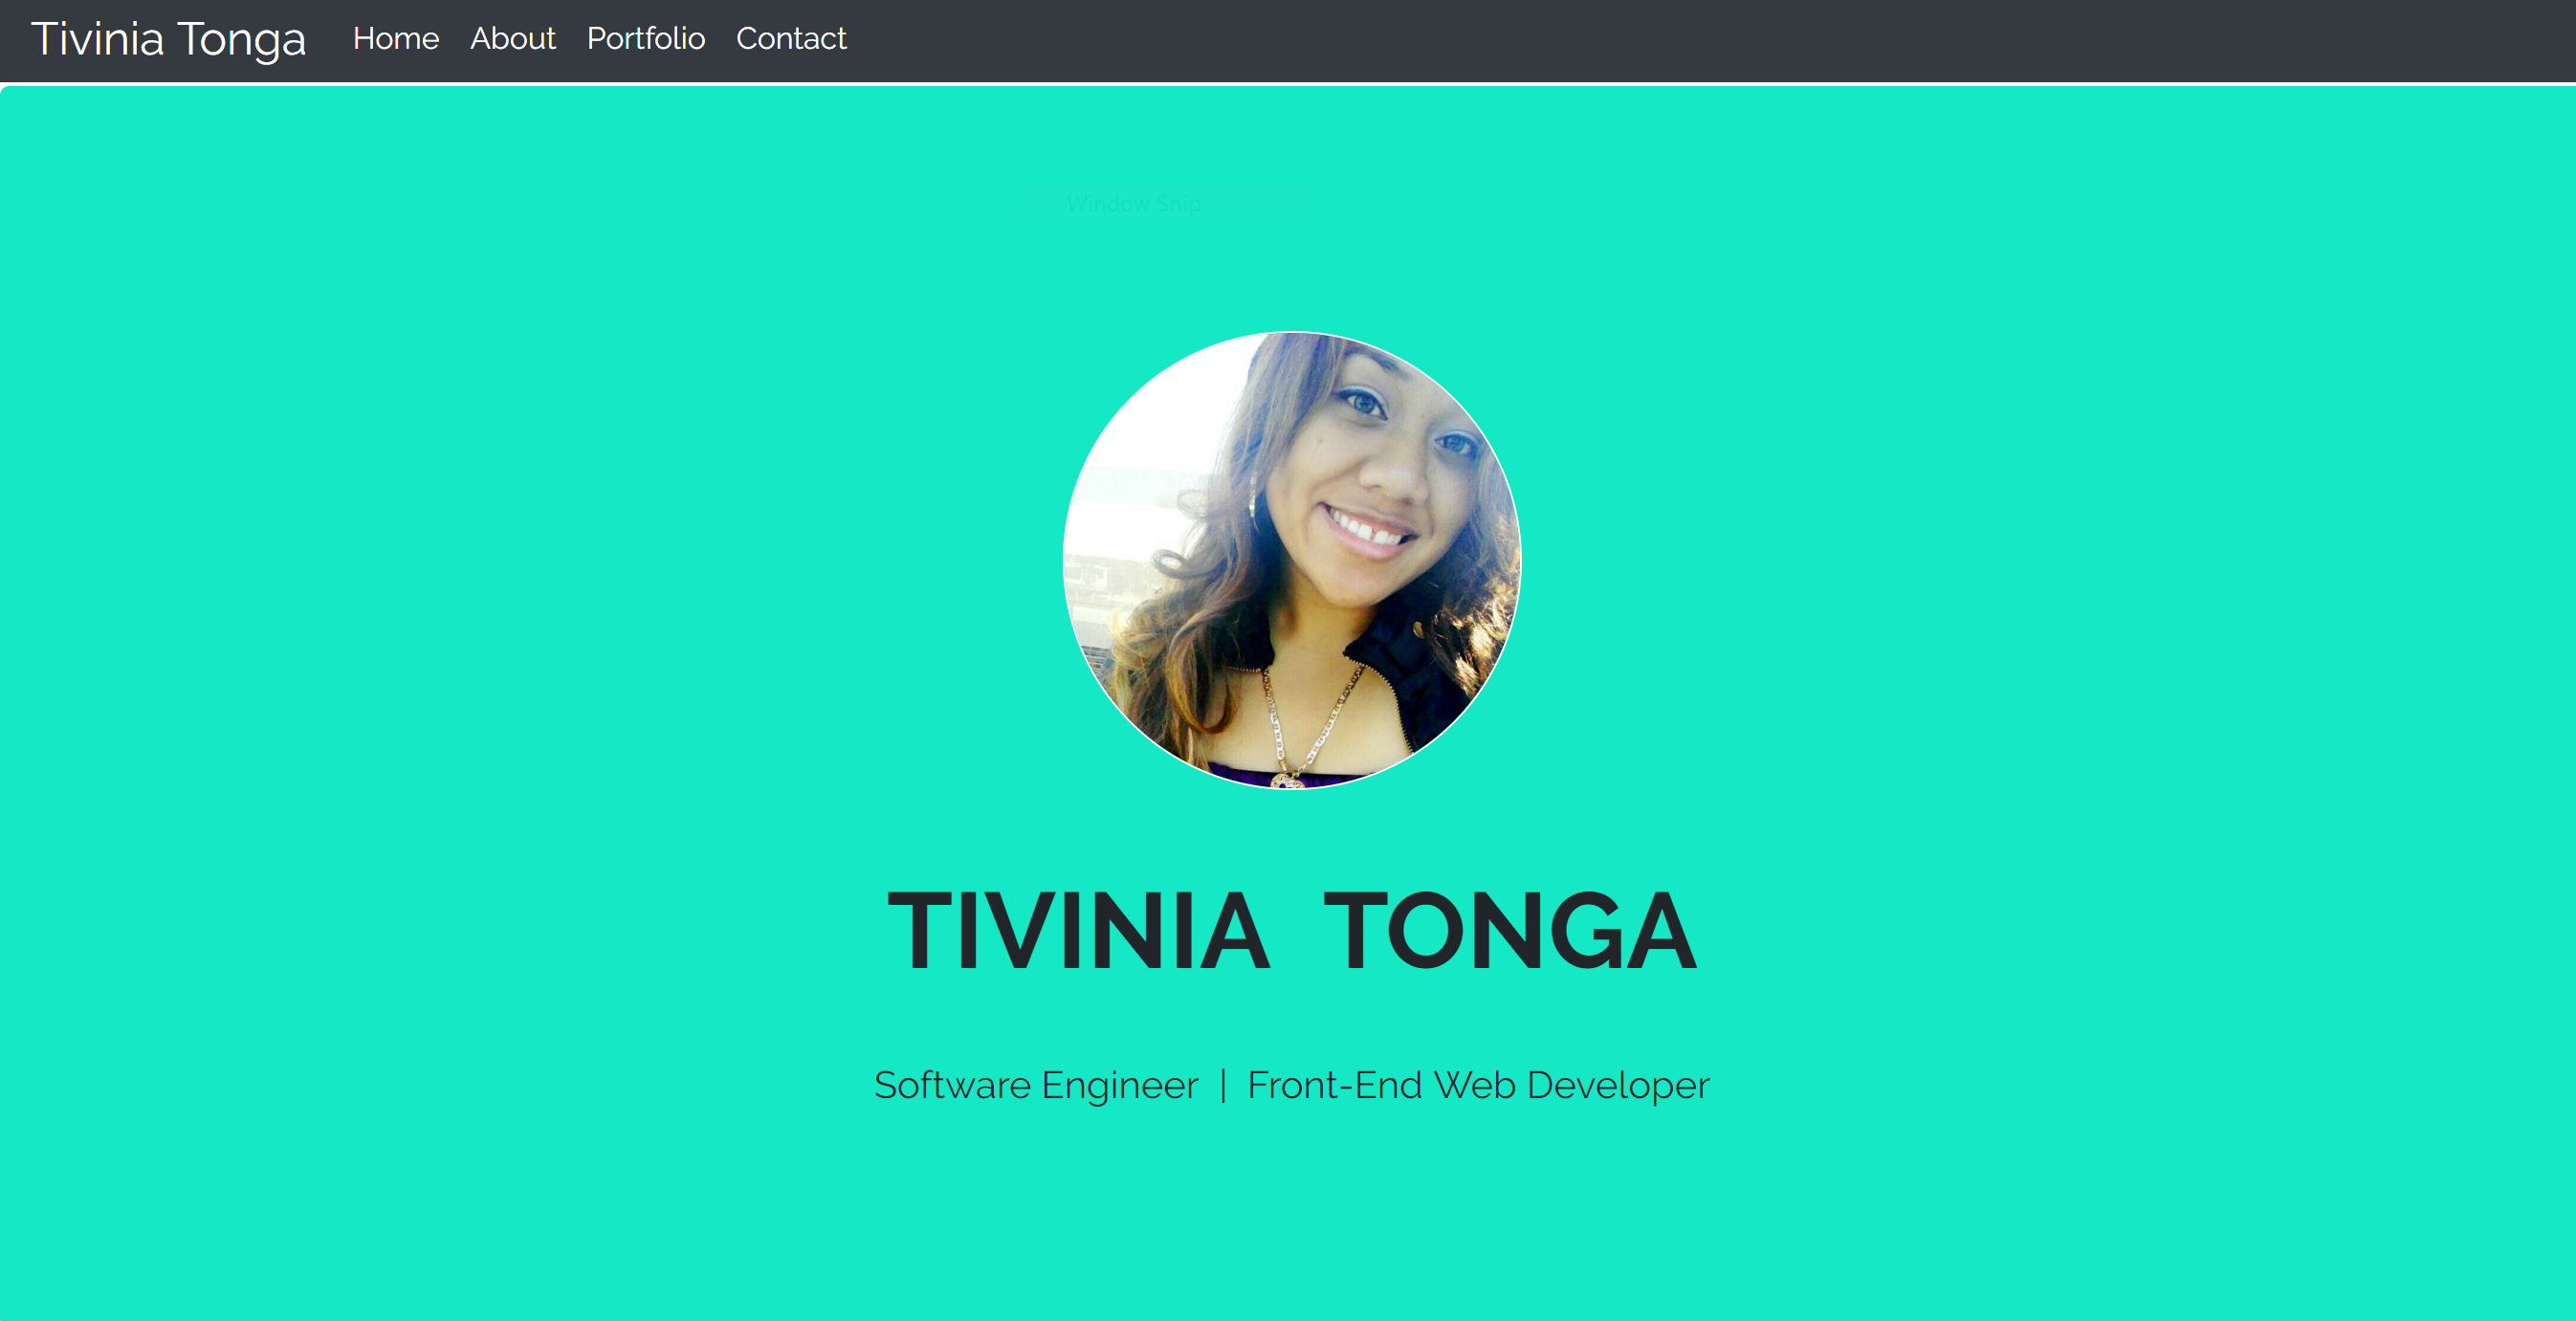 Tivinia Tonga Home About Portfolio Contact
Window Snip
TIVINIA TONGA
Software Engineer | Front-End Web Developer